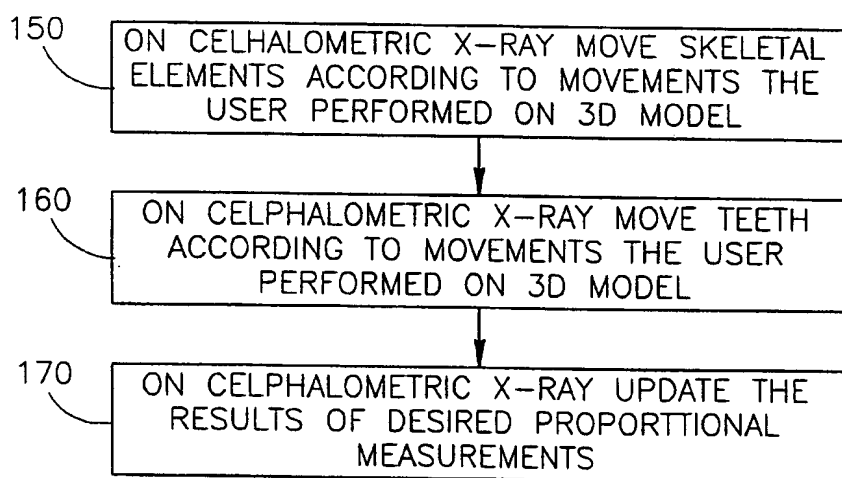 150
ON CELHALOMETRIC X-RAY MOVE SKELETAL
ELEMENTS ACCORDING TO MOVEMENTS THE
USER PERFORMED ON 3D MODEL
160
ON CELPHALOMETRIC X-RAY MOVE TEETH
ACCORDING TO MOVEMENTS THE USER
PERFORMED ON 3D MODEL
170
ON CELPHALOMETRIC X-RAY UPDATE THE
RESULTS OF DESIRED PROPORTTIONAL
MEASUREMENTS